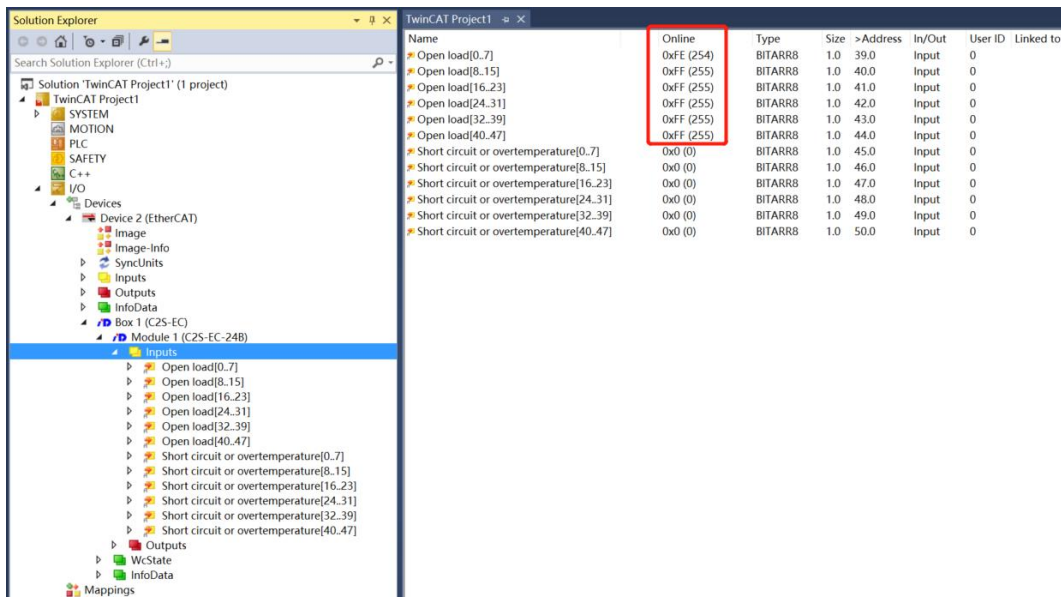 Solution Explorer
Search Solution Explorer (Ctrl+;)
Solution 'TwinCAT Project1' (1 project)
TwinCAT Project1
SYSTEM
MOTION
PLC
SAFETY
C++
I/O
Devices
Device 2 (EtherCAT)
Image
Image-Info
SyncUnits
Inputs
Outputs
InfoData
Box 1 (C2S-EC)
Module 1 (C2S-EC-24B)
Inputs
Open load[0..7]
Open load[8..15]
Open load[16..23]
Open load[24..31]
Open load[32..39]
Open load[40..47]
Short circuit or overtemperature[0..7]
Short circuit or overtemperature[8..15]
Short circuit or overtemperature[16..23]
Short circuit or overtemperature[24..31]
Short circuit or overtemperature[32..39]
Short circuit or overtemperature[40..47]
Outputs
WcState
InfoData
Mappings
TwinCAT Project1
Name Online Type Size >Address In/Out User ID Linked to
Open load[0..7] 0xFE (254) BITARR8 1.0 39.0 Input 0
Open load[8..15] 0xFF (255) BITARR8 1.0 40.0 Input 0
Open load[16..23] 0xFF (255) BITARR8 1.0 41.0 Input 0
Open load[24..31] 0xFF (255) BITARR8 1.0 42.0 Input 0
Open load[32..39] 0xFF (255) BITARR8 1.0 43.0 Input 0
Open load[40..47] 0xFF (255) BITARR8 1.0 44.0 Input 0
Short circuit or overtemperature[0..7] 0x0 (0) BITARR8 1.0 45.0 Input 0
Short circuit or overtemperature[8..15] 0x0 (0) BITARR8 1.0 46.0 Input 0
Short circuit or overtemperature[16..23] 0x0 (0) BITARR8 1.0 47.0 Input 0
Short circuit or overtemperature[24..31] 0x0 (0) BITARR8 1.0 48.0 Input 0
Short circuit or overtemperature[32..39] 0x0 (0) BITARR8 1.0 49.0 Input 0
Short circuit or overtemperature[40..47] 0x0 (0) BITARR8 1.0 50.0 Input 0